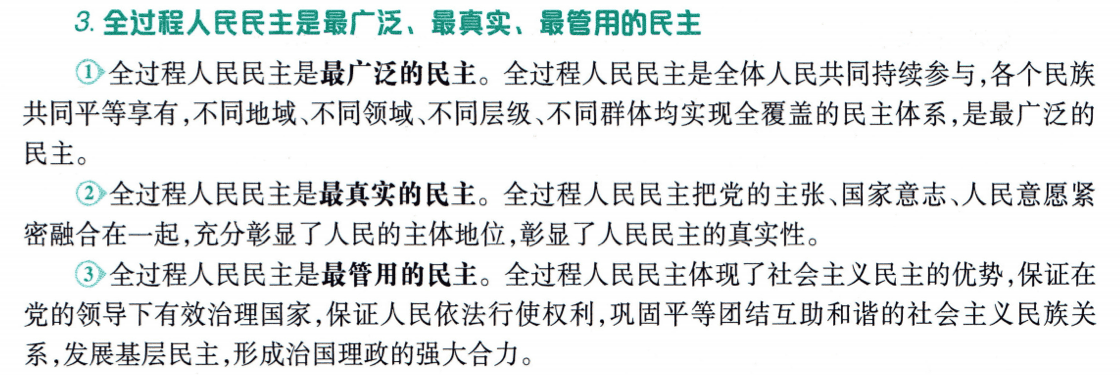 3. 全过程人民民主是最广泛、最真实、最管用的民主
①全过程人民民主是最广泛的民主。全过程人民民主是全体人民共同持续参与,各个民族
共同平等享有,不同地域、不同领域、不同层级、不同群体均实现全覆盖的民主体系,是最广泛的
民主。
②全过程人民民主是最真实的民主。全过程人民民主把党的主张、国家意志、人民意愿紧
密融合在一起,充分彰显了人民的主体地位,彰显了人民民主的真实性。
③全过程人民民主是最管用的民主。全过程人民民主体现了社会主义民主的优势,保证在
党的领导下有效治理国家,保证人民依法行使权利,巩固平等团结互助和谐的社会主义民族关
系,发展基层民主,形成治国理政的强大合力。